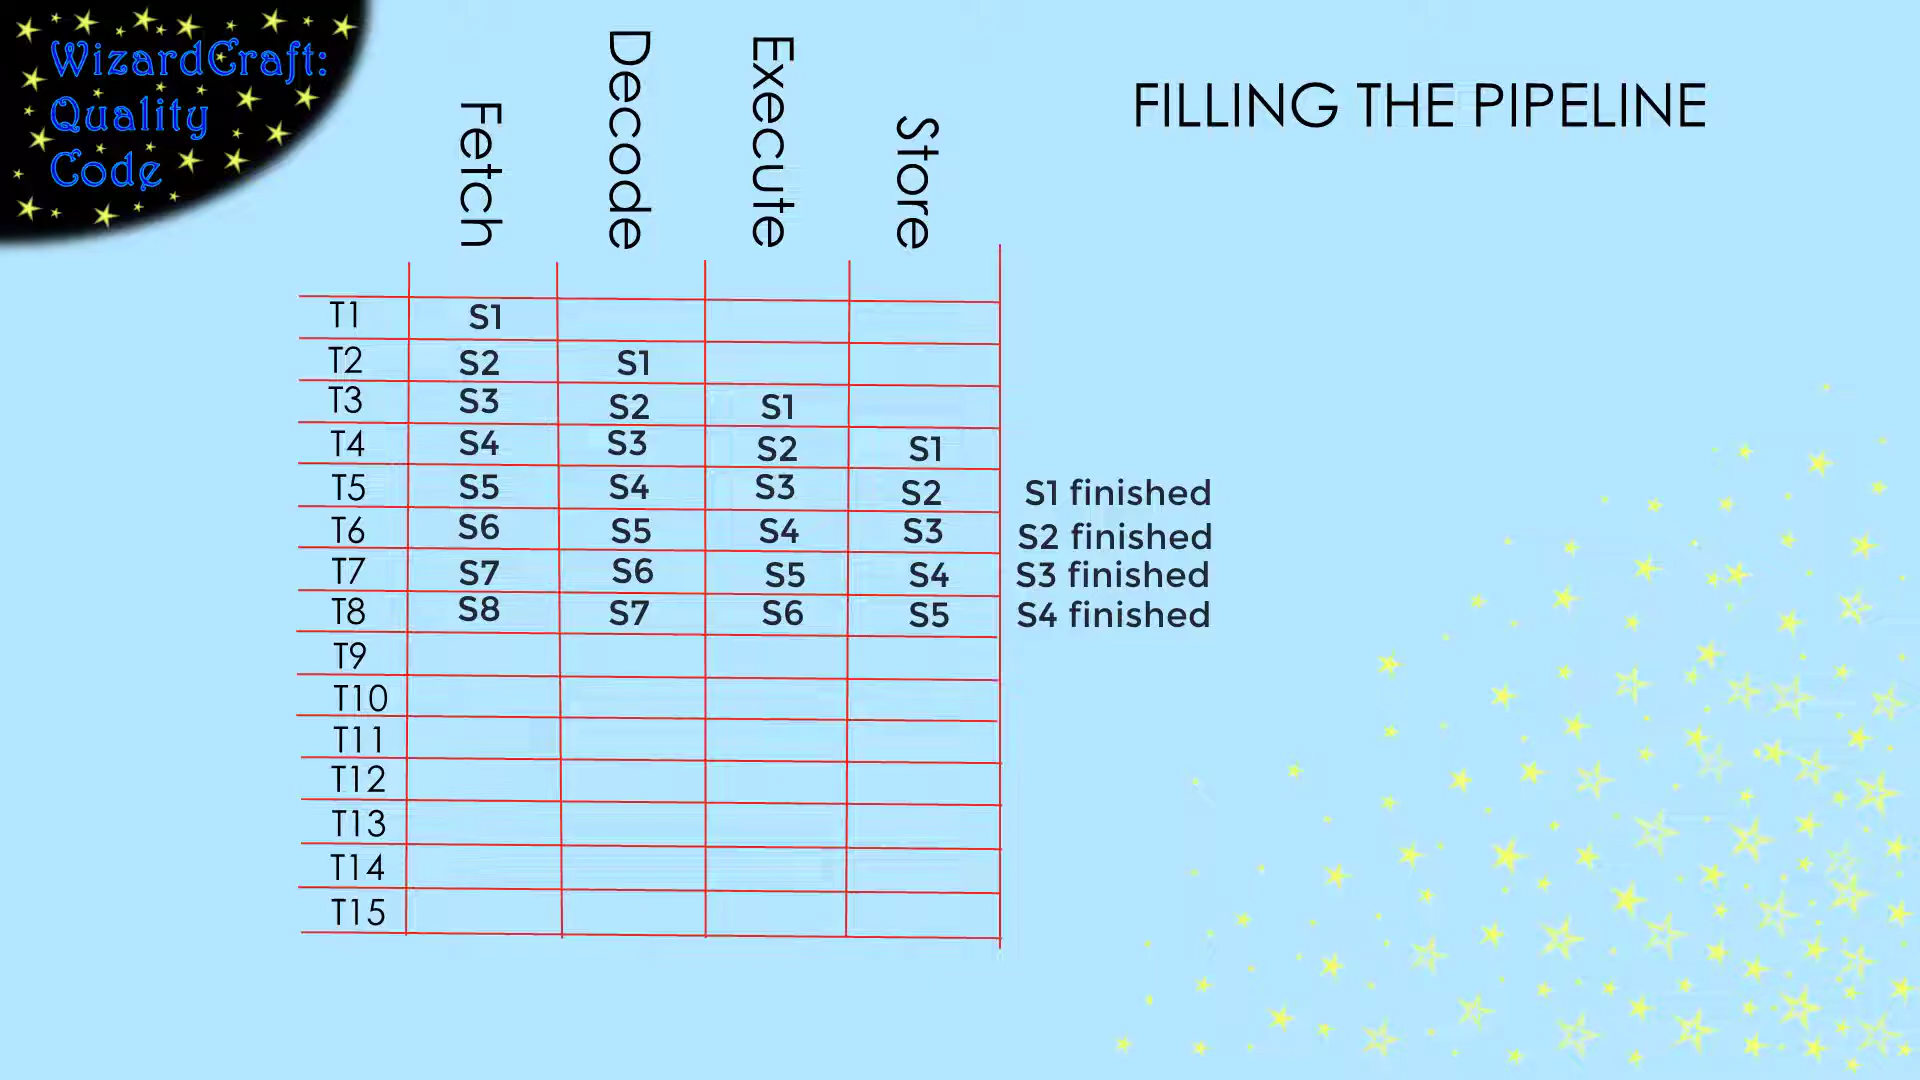 WizardCraft:
Quality
Code
FILLING THE PIPELINE
Fetch Decode Execute Store
T1 S1
T2 S2 S1
T3 S3 S2 S1
T4 S4 S3 S2 S1
T5 S5 S4 S3 S2 S1 finished
T6 S6 S5 S4 S3 S2 finished
T7 S7 S6 S5 S4 S3 finished
T8 S8 S7 S6 S5 S4 finished
T9
T10
T11
T12
T13
T14
T15